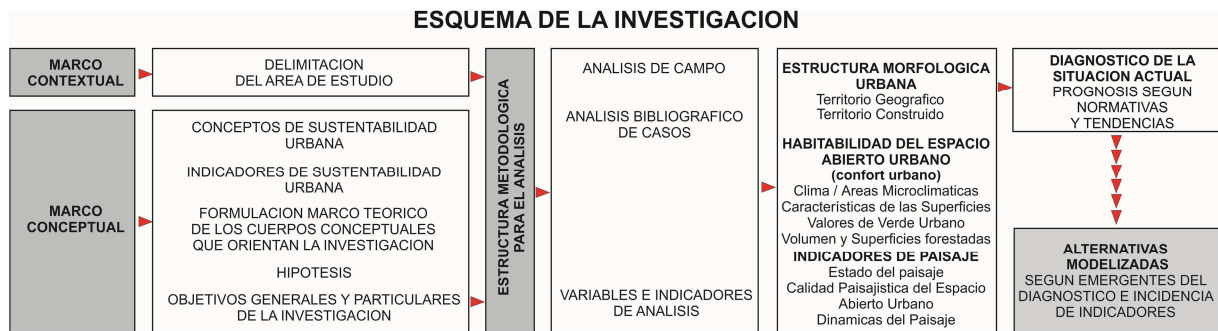 ESQUEMA DE LA INVESTIGACION
MARCO
CONTEXTUAL
DELIMITACION
DEL AREA DE ESTUDIO
MARCO
CONCEPTUAL
CONCEPTOS DE SUSTENTABILIDAD
URBANA
INDICADORES DE SUSTENTABILIDAD
URBANA
FORMULACION MARCO TEORICO
DE LOS CUERPOS CONCEPTUALES
QUE ORIENTAN LA INVESTIGACION
HIPOTESIS
OBJETIVOS GENERALES Y PARTICULARES
DE LA INVESTIGACION
ESTRUCTURA METODOLOGICA
PARA EL ANALISIS
ANALISIS DE CAMPO
ANALISIS BIBLIOGRAFICO
DE CASOS
VARIABLES E INDICADORES
DE ANALISIS
ESTRUCTURA MORFOLOGICA
URBANA
Territorio Geografico
Territorio Construido
HABITABILIDAD DEL ESPACIO
ABIERTO URBANO
(confort urbano)
Clima / Areas Microclimaticas
Características de las Superficies
Valores de Verde Urbano
Volumen y Superficies forestadas
INDICADORES DE PAISAJE
Estado del paisaje
Calidad Paisajistica del Espacio
Abierto Urbano
Dinamicas del Paisaje
DIAGNOSTICO DE LA
SITUACION ACTUAL
PROGNOSIS SEGUN
NORMATIVAS
Y TENDENCIAS
ALTERNATIVAS
MODELIZADAS
SEGUN EMERGENTES DEL
DIAGNOSTICO E INCIDENCIA
DE INDICADORES